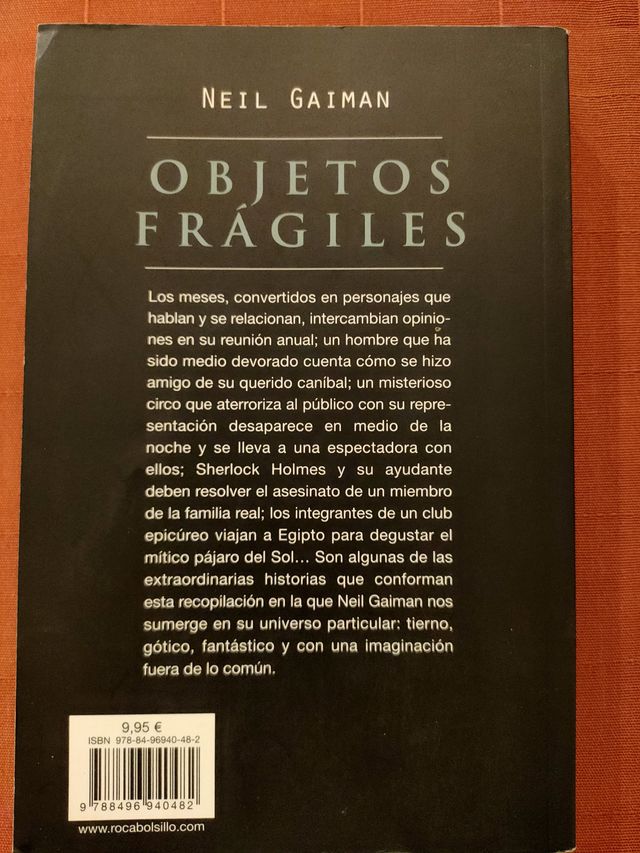 NEIL GAIMAN
OBJETOS
FRÁGILES
Los meses, convertidos en personajes que
hablan y se relacionan, intercambian opinio-
nes en su reunión anual; un hombre que ha
sido medio devorado cuenta cómo se hizo
amigo de su querido caníbal; un misterioso
circo que aterroriza al público con su repre-
sentación desaparece en medio de la
noche y se lleva a una espectadora con
ellos; Sherlock Holmes y su ayudante
deben resolver el asesinato de un miembro
de la familia real; los integrantes de un club
epicúreo viajan a Egipto para degustar el
mítico pájaro del Sol... Son algunas de las
extraordinarias historias que conforman
esta recopilación en la que Neil Gaiman nos
sumerge en su universo particular: tierno,
gótico, fantástico y con una imaginación
fuera de lo común.
9,95 €
ISBN 978-84-96940-48-2
9 788496 940482
www.rocabolsillo.com